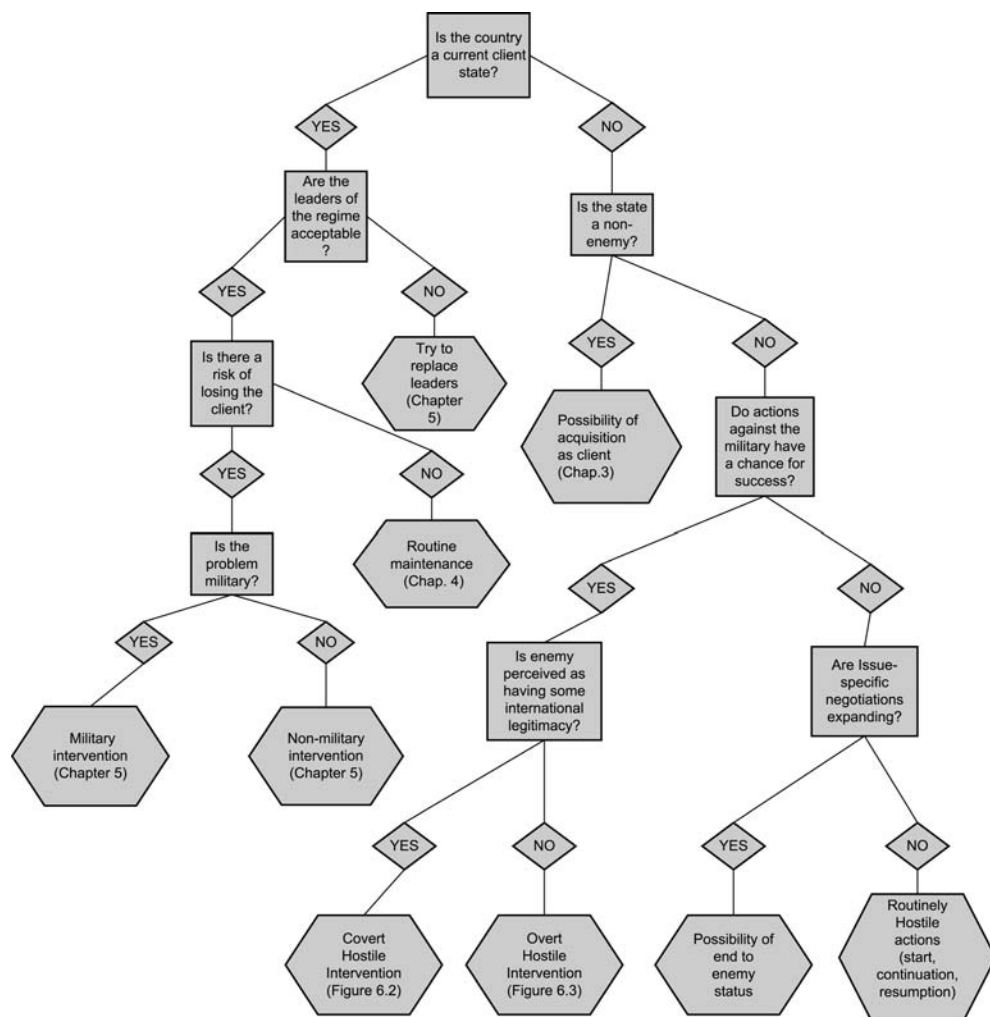 Is the country
a current client
state?
YES
NO
Are the
leaders of
the regime
acceptable
?
Is the state
a non-
enemy?
YES
NO
YES
NO
Is there a
risk of
losing the
client?
Try to
replace
leaders
(Chapter
5)
Possibility of
acquisition
as client
(Chap.3)
Do actions
against the
military have
a chance for
success?
YES
NO
Is the
problem
military?
Routine
maintenance
(Chap. 4)
YES
NO
YES
NO
Is enemy
perceived as
having some
international
legitimacy?
Are Issue-
specific
negotiations
expanding?
Military
intervention
(Chapter 5)
Non-military
intervention
(Chapter 5)
YES
NO
YES
NO
Covert
Hostile
Intervention
(Figure 6.2)
Overt
Hostile
Intervention
(Figure 6.3)
Possibility of
end to
enemy
status
Routinely
Hostile
actions
(start,
continuation,
resumption)